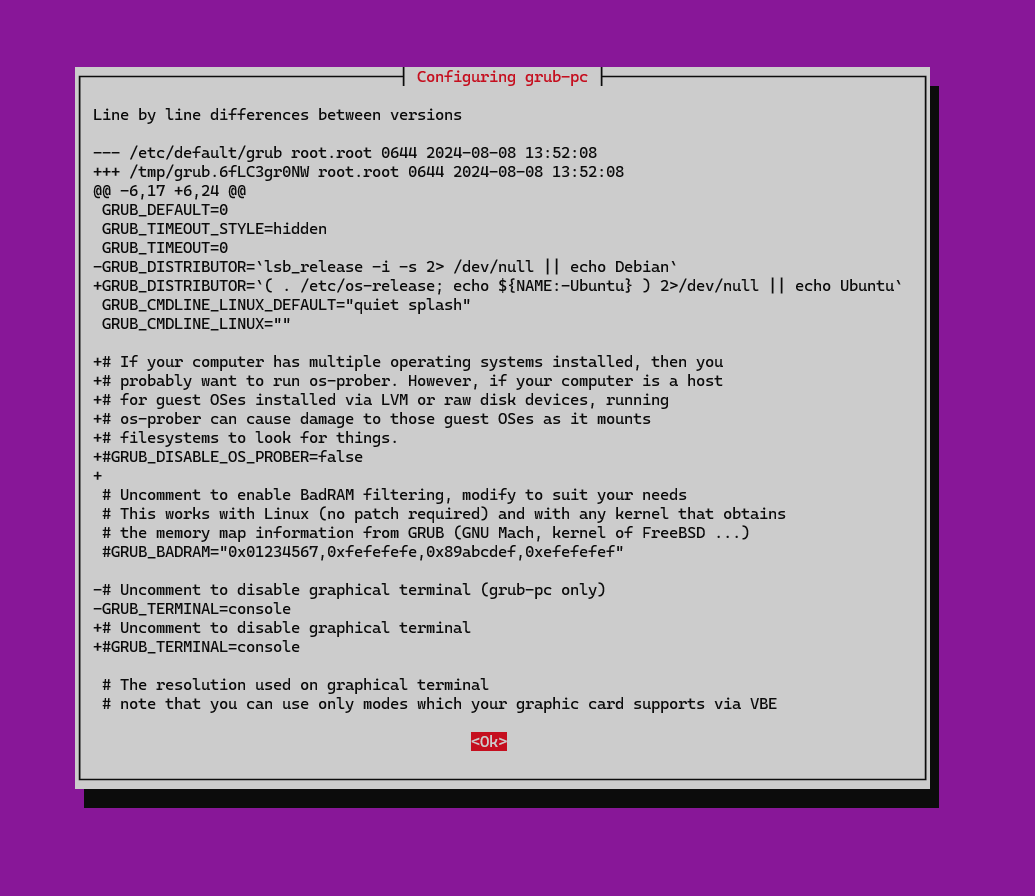 Configuring grub-pc
Line by line differences between versions
--- /etc/default/grub root.root 0644 2024-08-08 13:52:08
+++ /tmp/grub.6fLC3gr0NW root.root 0644 2024-08-08 13:52:08
@@ -6,17 +6,24 @@
 GRUB_DEFAULT=0
 GRUB_TIMEOUT_STYLE=hidden
 GRUB_TIMEOUT=0
-GRUB_DISTRIBUTOR=`lsb_release -i -s 2> /dev/null || echo Debian`
+GRUB_DISTRIBUTOR=`( . /etc/os-release; echo ${NAME:-Ubuntu} ) 2>/dev/null || echo Ubuntu`
 GRUB_CMDLINE_LINUX_DEFAULT="quiet splash"
 GRUB_CMDLINE_LINUX=""
+# If your computer has multiple operating systems installed, then you
+# probably want to run os-prober. However, if your computer is a host
+# for guest OSes installed via LVM or raw disk devices, running
+# os-prober can cause damage to those guest OSes as it mounts
+# filesystems to look for things.
+#GRUB_DISABLE_OS_PROBER=false
+
 # Uncomment to enable BadRAM filtering, modify to suit your needs
 # This works with Linux (no patch required) and with any kernel that obtains
 # the memory map information from GRUB (GNU Mach, kernel of FreeBSD ...)
 #GRUB_BADRAM="0x01234567,0xfefefefe,0x89abcdef,0xefefefef"
-# Uncomment to disable graphical terminal (grub-pc only)
-GRUB_TERMINAL=console
+# Uncomment to disable graphical terminal
+#GRUB_TERMINAL=console
 # The resolution used on graphical terminal
 # note that you can use only modes which your graphic card supports via VBE
<Ok>